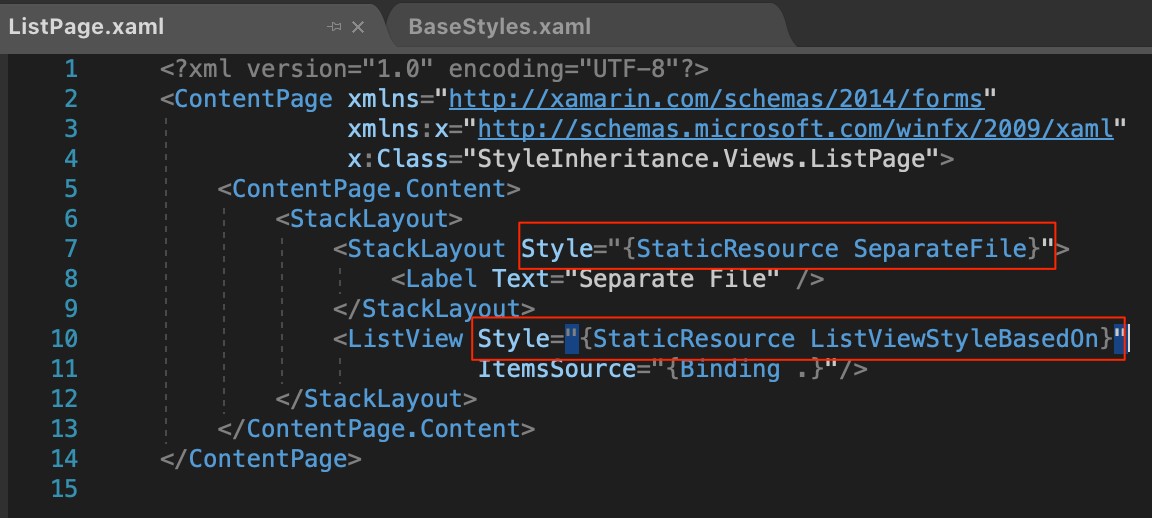 ListPage.xaml
BaseStyles.xaml
1 <?xml version="1.0" encoding="UTF-8"?>
2 <ContentPage xmlns="http://xamarin.com/schemas/2014/forms"
3 xmlns:x="http://schemas.microsoft.com/winfx/2009/xaml"
4 x:Class="StyleInheritance.Views.ListPage">
5 <ContentPage.Content>
6 <StackLayout>
7 <StackLayout Style="{StaticResource SeparateFile}">
8 <Label Text="Separate File" />
9 </StackLayout>
10 <ListView Style="{StaticResource ListViewStyleBasedOn}"
11 ItemsSource="{Binding .}"/>
12 </StackLayout>
13 </ContentPage.Content>
14 </ContentPage>
15